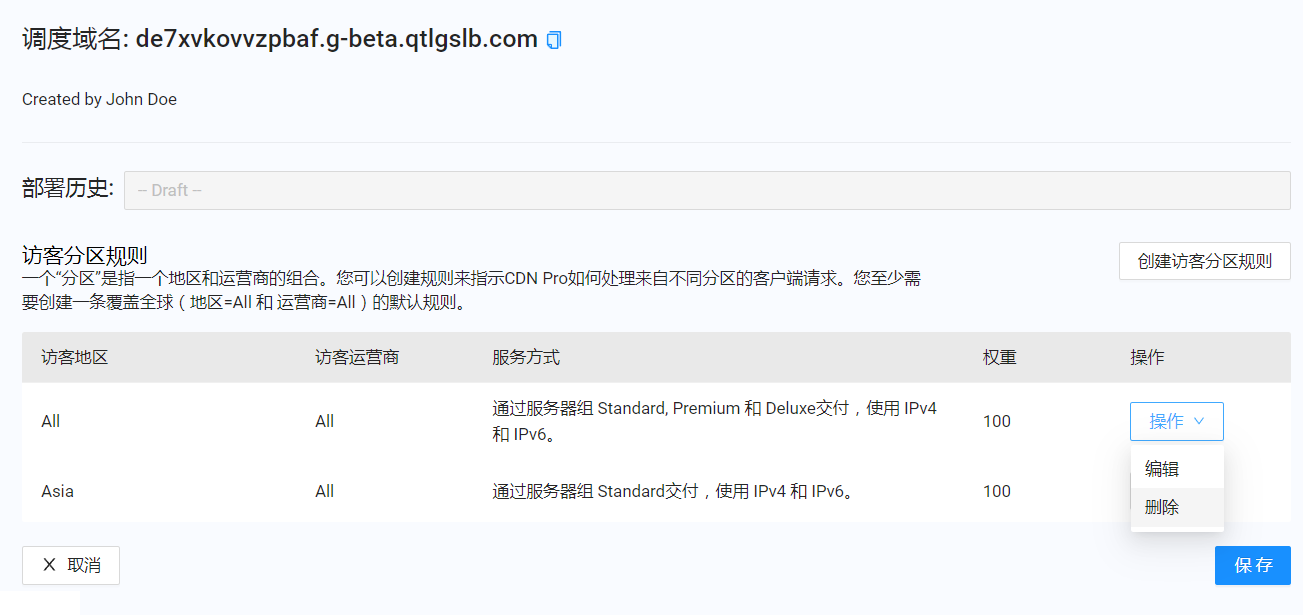 调度域名: de7xvkovvzpbaf.g-beta.qtlgslb.com
Created by John Doe
部署历史: -- Draft --
访客分区规则
创建访客分区规则
一个“分区”是指一个地区和运营商的组合。您可以创建规则来指示CDN Pro如何处理来自不同分区的客户端请求。您至少需
要创建一条覆盖全球（地区=All 和 运营商=All）的默认规则。
访客地区 访客运营商 服务方式 权重 操作
All All 通过服务器组 Standard, Premium 和 Deluxe交付，使用 IPv4 100 操作
和 IPv6。
编辑
Asia All 通过服务器组 Standard交付，使用 IPv4 和 IPv6。 100
删除
取消 保存